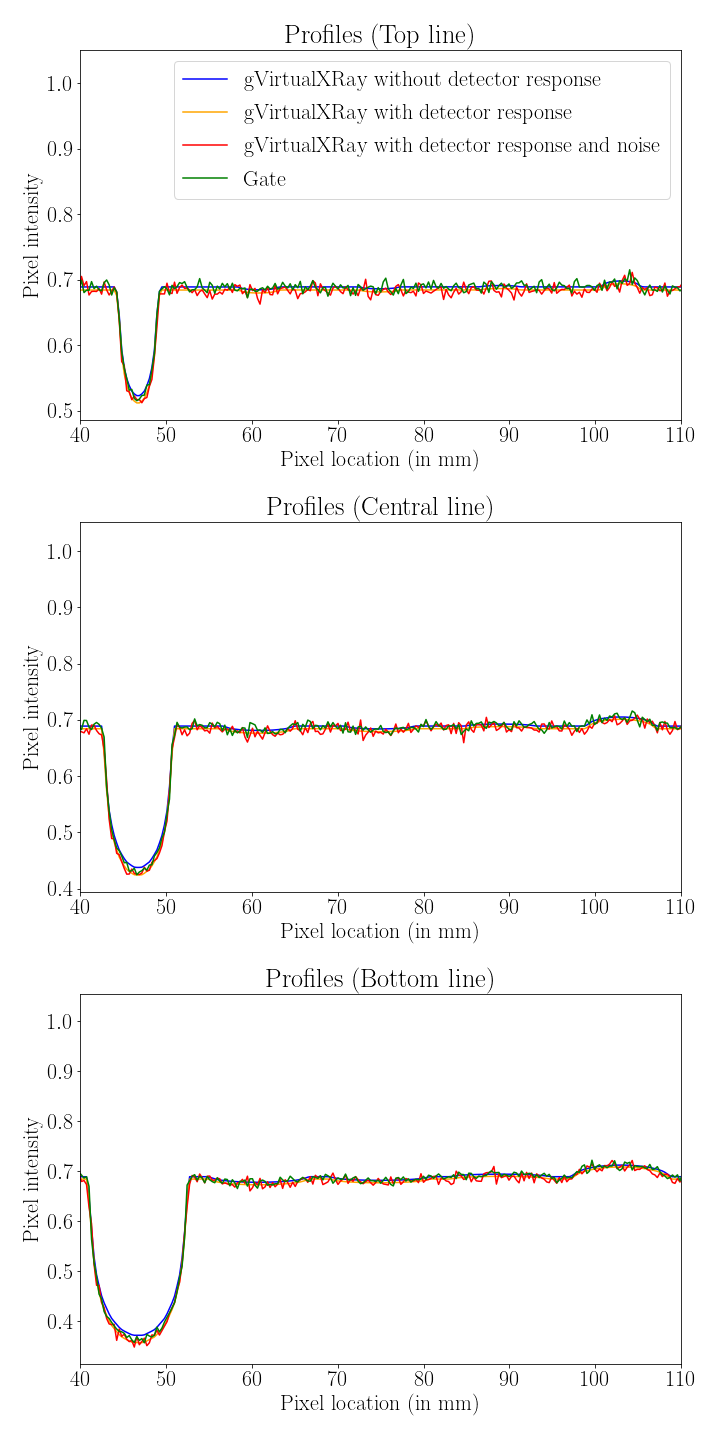 Profiles (Top line)
1.0
0.9
0.8
0.7
0.6
0.5
Pixel intensity
gVirtualXRay without detector response
gVirtualXRay with detector response
gVirtualXRay with detector response and noise
Gate
40 50 60 70 80 90 100 110
Pixel location (in mm)
Profiles (Central line)
1.0
0.9
0.8
0.7
0.6
0.5
0.4
Pixel intensity
40 50 60 70 80 90 100 110
Pixel location (in mm)
Profiles (Bottom line)
1.0
0.9
0.8
0.7
0.6
0.5
0.4
Pixel intensity
40 50 60 70 80 90 100 110
Pixel location (in mm)